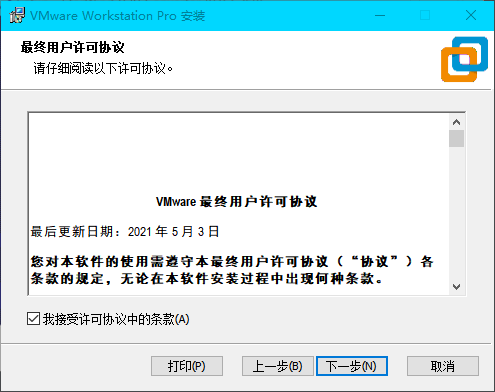 VMware Workstation Pro 安装
最终用户许可协议
请仔细阅读以下许可协议。
VMware 最终用户许可协议
最后更新日期：2021 年 5 月 3 日
您对本软件的使用需遵守本最终用户许可协议（“协议”）各
条款的规定，无论在本软件安装过程中出现何种条款。
我接受许可协议中的条款(A)
打印(P)
上一步(B)
下一步(N)
取消